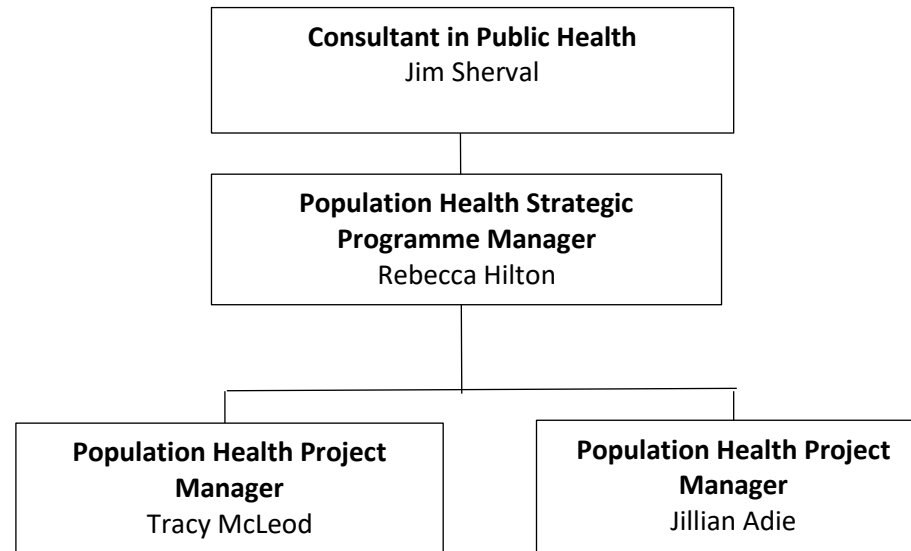 Consultant in Public Health
Jim Sherval
Population Health Strategic
Programme Manager
Rebecca Hilton
Population Health Project
Manager
Tracy McLeod
Population Health Project
Manager
Jillian Adie